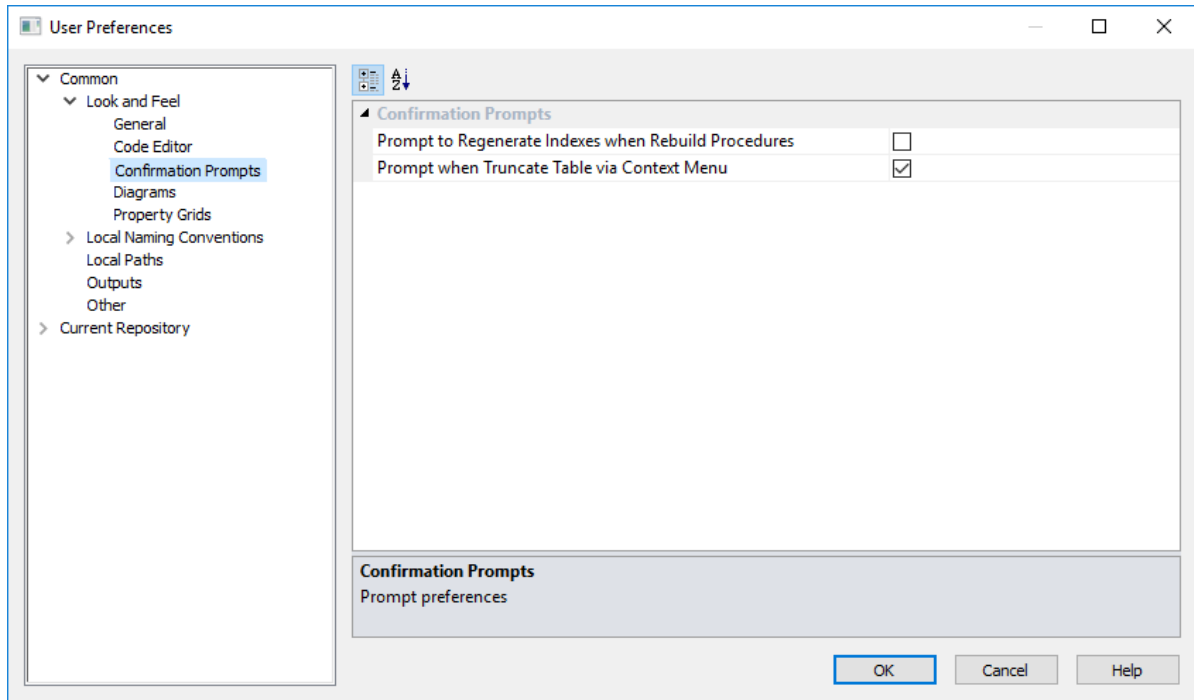 User Preferences
Common
Look and Feel
General
Code Editor
Confirmation Prompts
Diagrams
Property Grids
Local Naming Conventions
Local Paths
Outputs
Other
Current Repository
Confirmation Prompts
Prompt to Regenerate Indexes when Rebuild Procedures
Prompt when Truncate Table via Context Menu
Confirmation Prompts
Prompt preferences
OK
Cancel
Help